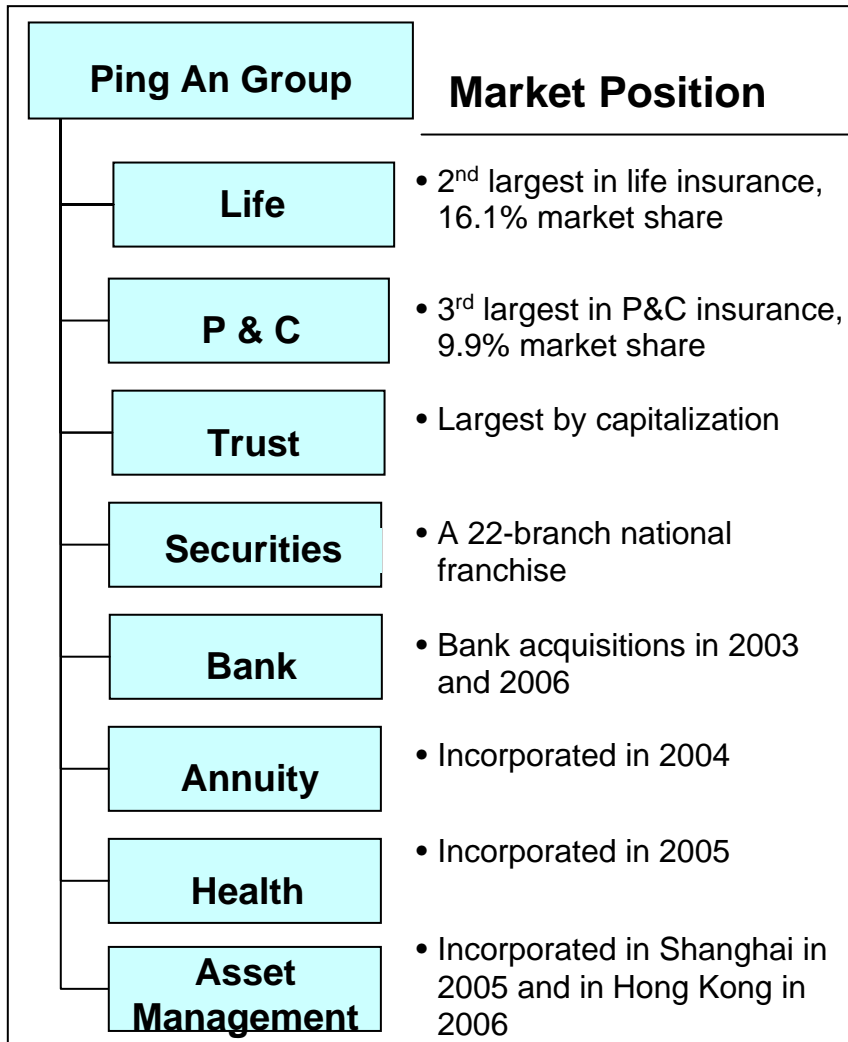 Ping An Group
Market Position
Life
• 2nd largest in life insurance,
16.1% market share
P & C
• 3rd largest in P&C insurance,
9.9% market share
Trust
• Largest by capitalization
Securities
• A 22-branch national
franchise
Bank
• Bank acquisitions in 2003
and 2006
Annuity
• Incorporated in 2004
Health
• Incorporated in 2005
Asset
Management
• Incorporated in Shanghai in
2005 and in Hong Kong in
2006